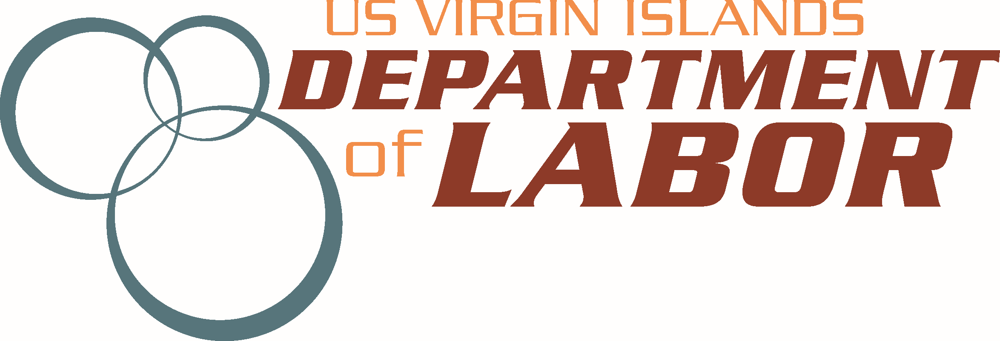 US VIRGIN ISLANDS
DEPARTMENT
of LABOR